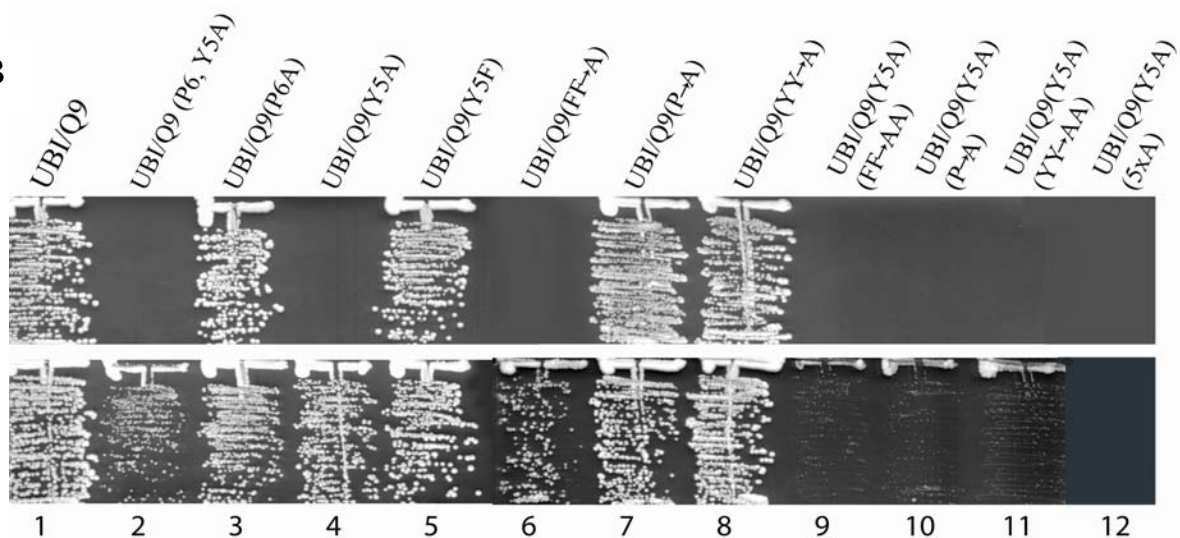 UBI/Q9
UBI/Q9 (P6, Y5A)
UBI/Q9(P6A)
UBI/Q9(Y5A)
UBI/Q9(Y5F)
UBI/Q9(FF→A)
UBI/Q9(P→A)
UBI/Q9(YY→A)
UBI/Q9(Y5A)
(FF→AA)
UBI/Q9(Y5A)
(P→A)
UBI/Q9(Y5A)
(YY→AA)
UBI/Q9(Y5A)
(5xA)
1 2 3 4 5 6 7 8 9 10 11 12